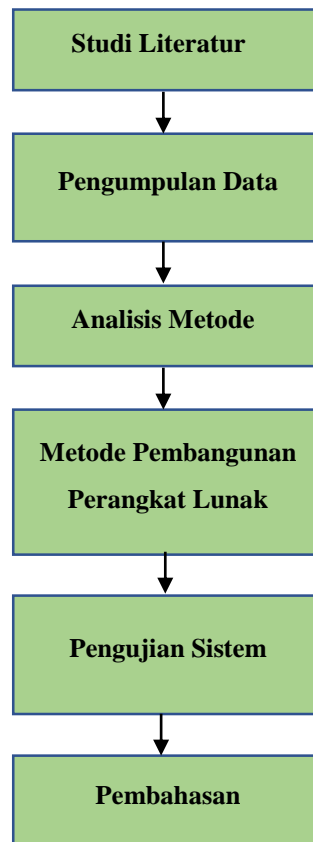 Studi Literatur
Pengumpulan Data
Analisis Metode
Metode Pembangunan
Perangkat Lunak
Pengujian Sistem
Pembahasan